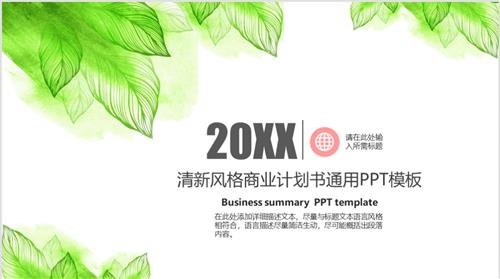 20XX
请在此处输
入所需标题
清新风格商业计划书通用PPT模板
Business summary PPT template
在此处添加详细描述文本，尽量与标题文本语言风格
相符合，语言描述尽量简洁生动，尽可能概括出段落
内容。